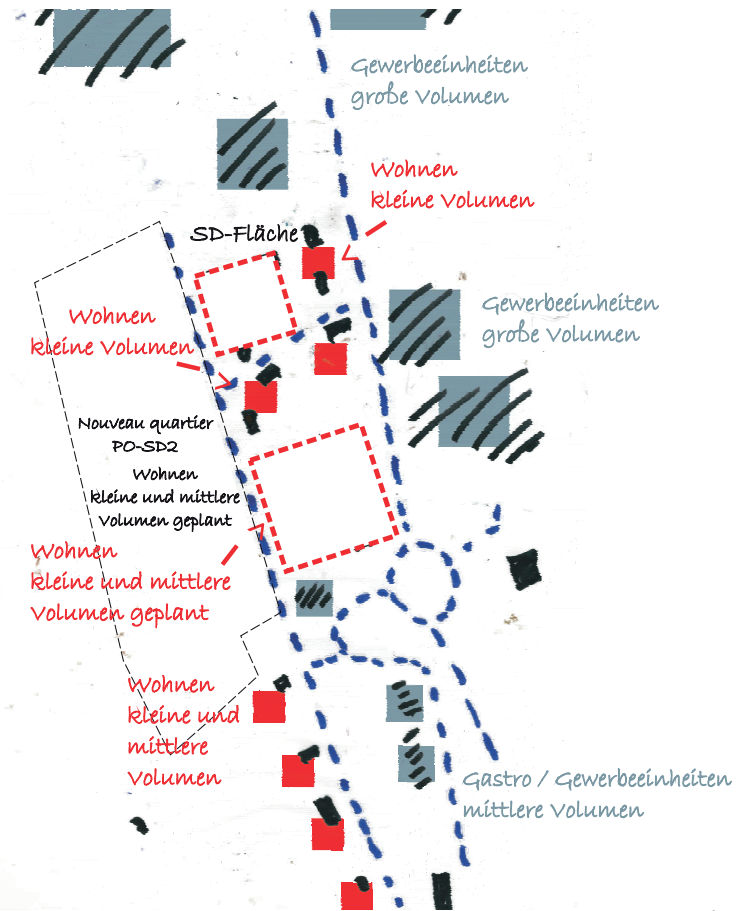 Gewerbeeinheiten
große Volumen
Wohnen
kleine Volumen
SD-Fläche
Gewerbeeinheiten
große Volumen
Wohnen
kleine Volumen
Nouveau quartier
PO-SD2
Wohnen
kleine und mittlere
Volumen geplant
Wohnen
kleine und mittlere
Volumen geplant
Wohnen
kleine und
mittlere
Volumen
Gastro / Gewerbeeinheiten
mittlere Volumen